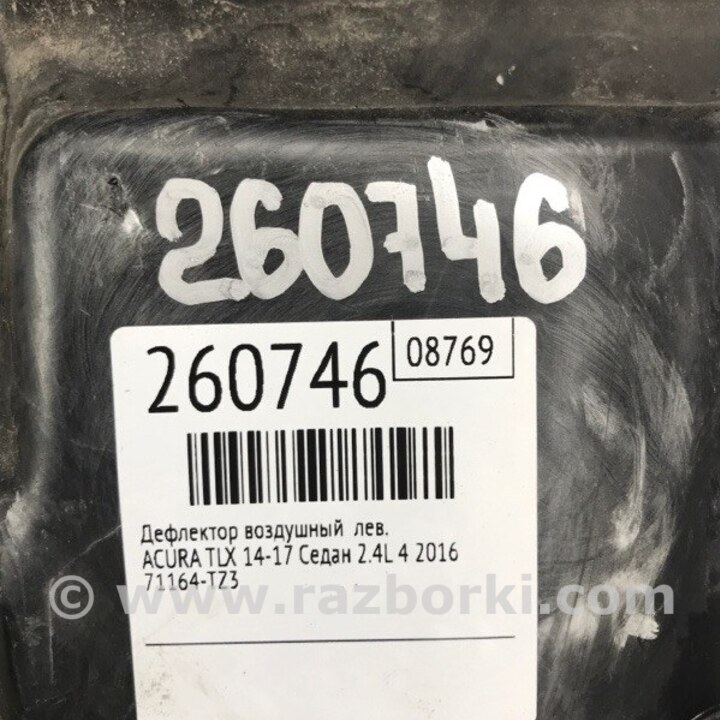 260746
260746
08769
Дефлектор воздушный лев.
ACURA TLX 14-17 Седан 2.4L 4 2016
71164-TZ3
© www.razborki.com